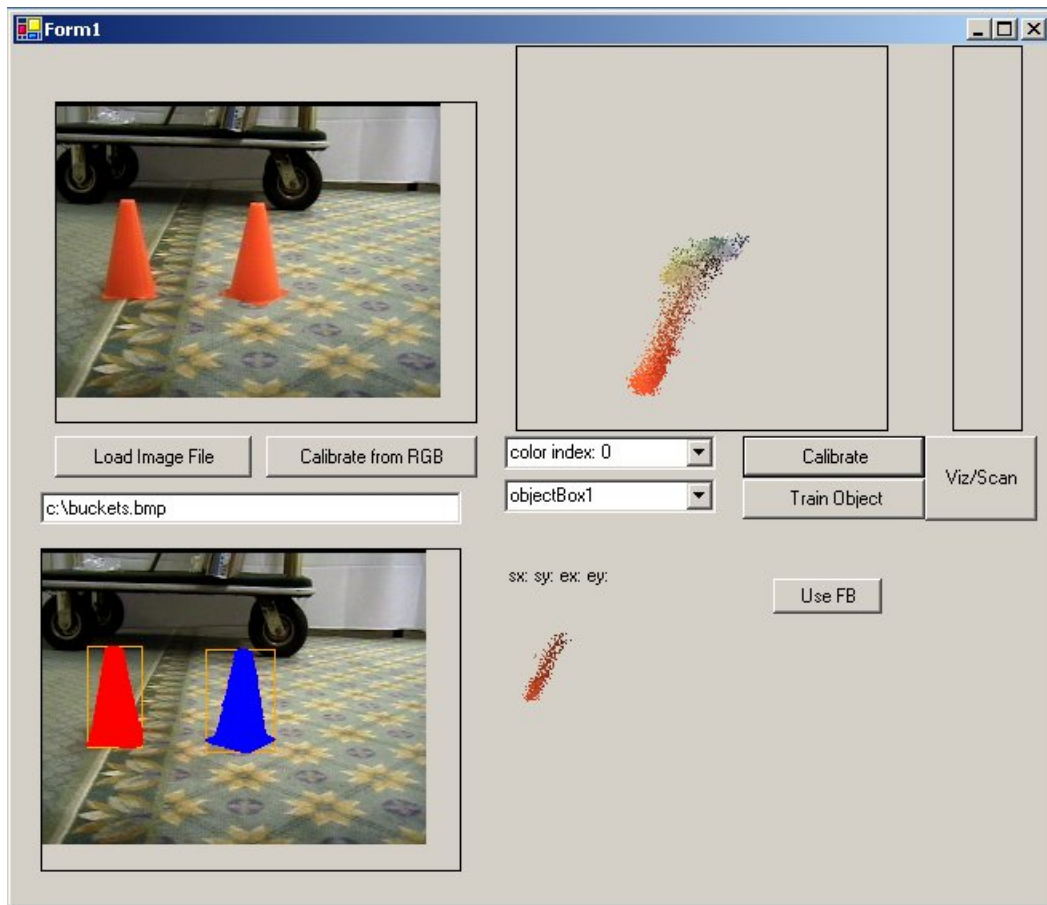 Form1
Load Image File
Calibrate from RGB
color index: 0
Calibrate
Viz/Scan
objectBox1
Train Object
c:\buckets.bmp
sx: sy: ex: ey:
Use FB